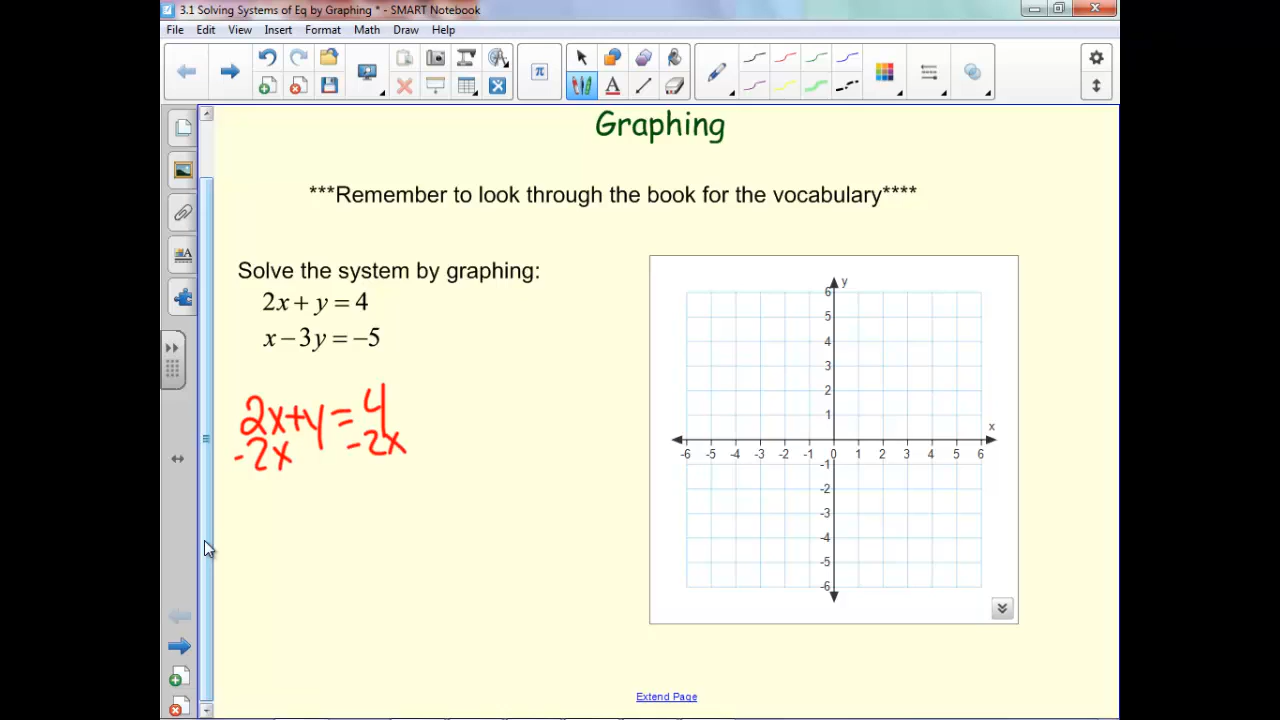 3.1 Solving Systems of Eq by Graphing * - SMART Notebook
File Edit View Insert Format Math Draw Help
π
A
Graphing
***Remember to look through the book for the vocabulary****
Solve the system by graphing:
2x + y = 4
x − 3y = −5
2x+y = 4
-2x -2x
y
6
5
4
3
2
1
x
-6 -5 -4 -3 -2 -1 0 1 2 3 4 5 6
-1
-2
-3
-4
-5
-6
Extend Page